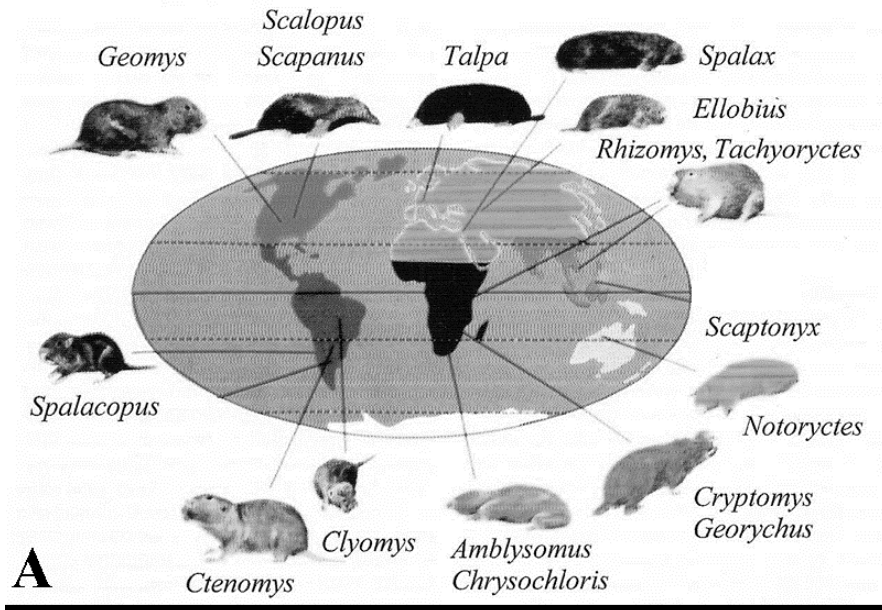 Scalopus
Geomys Scapanus Talpa Spalax
Ellobius
Rhizomys, Tachyoryctes
Scaptonyx
Spalacopus
Notoryctes
Cryptomys
Georychus
Clyomys
Amblysomus
Ctenomys
Chrysochloris
A